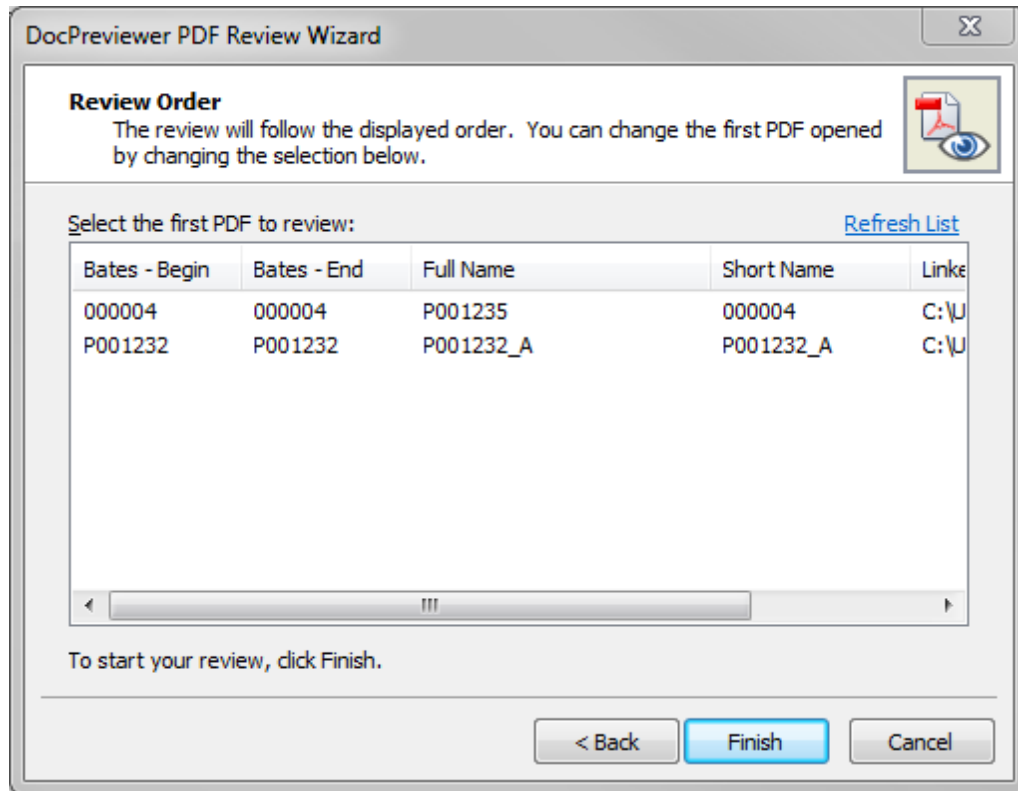 DocPreviewer PDF Review Wizard
Review Order
The review will follow the displayed order.  You can change the first PDF opened
by changing the selection below.
Select the first PDF to review: Refresh List
Bates - Begin Bates - End Full Name Short Name Linke
000004 000004 P001235 000004 C:\U
P001232 P001232 P001232_A P001232_A C:\U
To start your review, click Finish.
< Back Finish Cancel